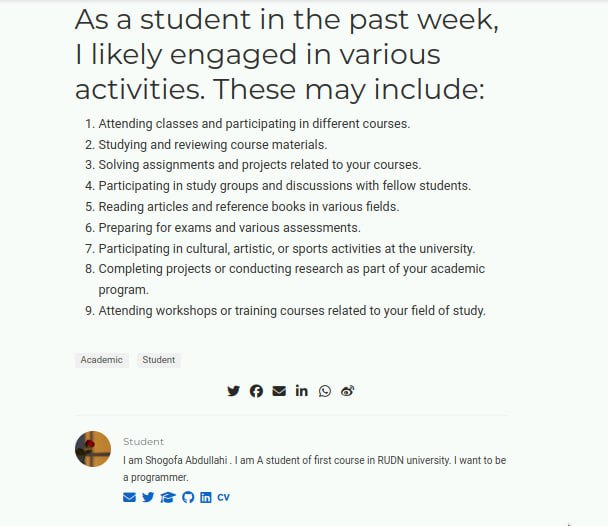 As a student in the past week,
I likely engaged in various
activities. These may include:
1. Attending classes and participating in different courses.
2. Studying and reviewing course materials.
3. Solving assignments and projects related to your courses.
4. Participating in study groups and discussions with fellow students.
5. Reading articles and reference books in various fields.
6. Preparing for exams and various assessments.
7. Participating in cultural, artistic, or sports activities at the university.
8. Completing projects or conducting research as part of your academic
program.
9. Attending workshops or training courses related to your field of study.
Academic Student
Student
I am Shogofa Abdullahi . I am A student of first course in RUDN university. I want to be
a programmer.
CV